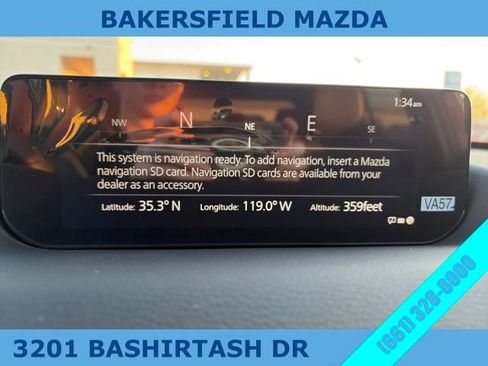 BAKERSFIELD MAZDA
1:34am
NW N NE E SE
This system is navigation ready. To add navigation, insert a Mazda
navigation SD card. Navigation SD cards are available from your
dealer as an accessory.
Latitude: 35.3° N Longitude: 119.0° W Altitude: 359feet
VA57
(661) 328-0000
3201 BASHIRTASH DR